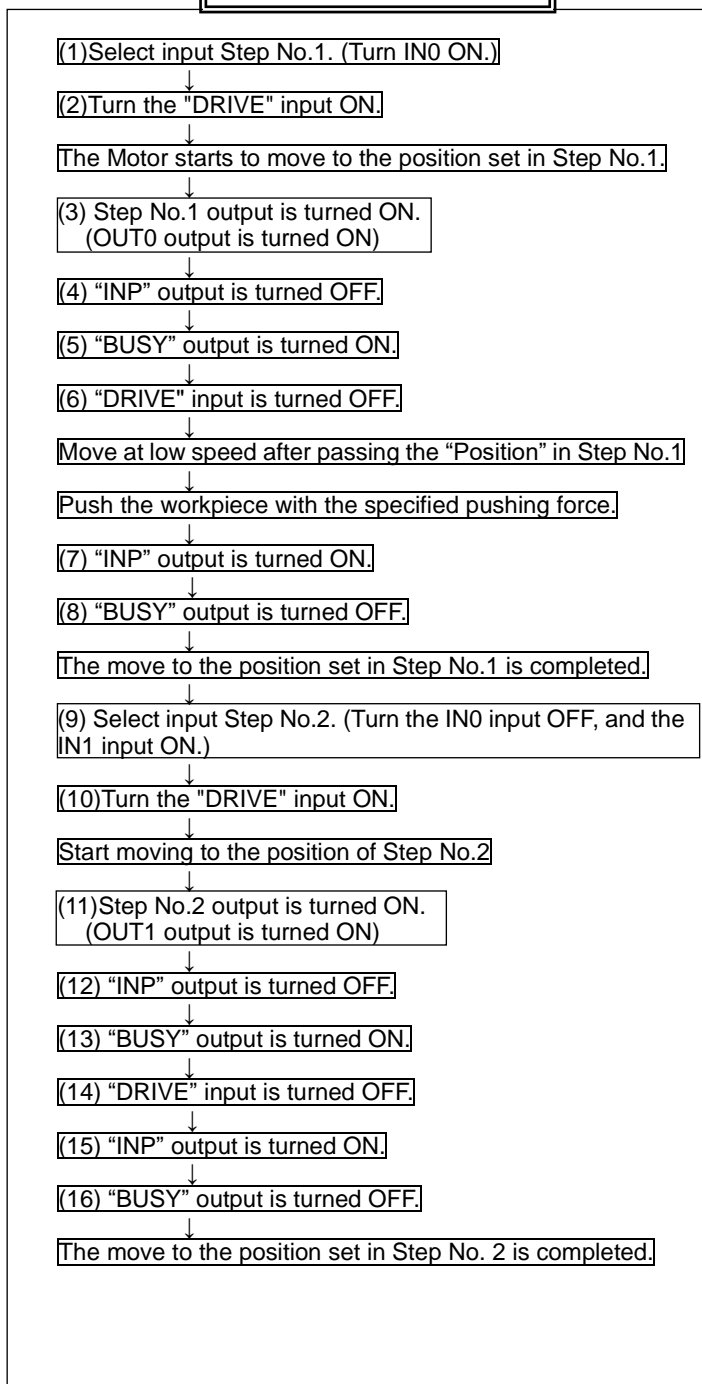 (1)Select input Step No.1. (Turn IN0 ON.)
↓
(2)Turn the "DRIVE" input ON.
↓
The Motor starts to move to the position set in Step No.1.
↓
(3) Step No.1 output is turned ON.
(OUT0 output is turned ON)
↓
(4) “INP” output is turned OFF.
↓
(5) “BUSY” output is turned ON.
↓
(6) “DRIVE" input is turned OFF.
↓
Move at low speed after passing the “Position” in Step No.1
↓
Push the workpiece with the specified pushing force.
↓
(7) “INP” output is turned ON.
↓
(8) “BUSY” output is turned OFF.
↓
The move to the position set in Step No.1 is completed.
↓
(9) Select input Step No.2. (Turn the IN0 input OFF, and the
IN1 input ON.)
↓
(10)Turn the "DRIVE" input ON.
↓
Start moving to the position of Step No.2
↓
(11)Step No.2 output is turned ON.
(OUT1 output is turned ON)
↓
(12) “INP” output is turned OFF.
↓
(13) “BUSY” output is turned ON.
↓
(14) “DRIVE” input is turned OFF.
↓
(15) “INP” output is turned ON.
↓
(16) “BUSY” output is turned OFF.
↓
The move to the position set in Step No. 2 is completed.